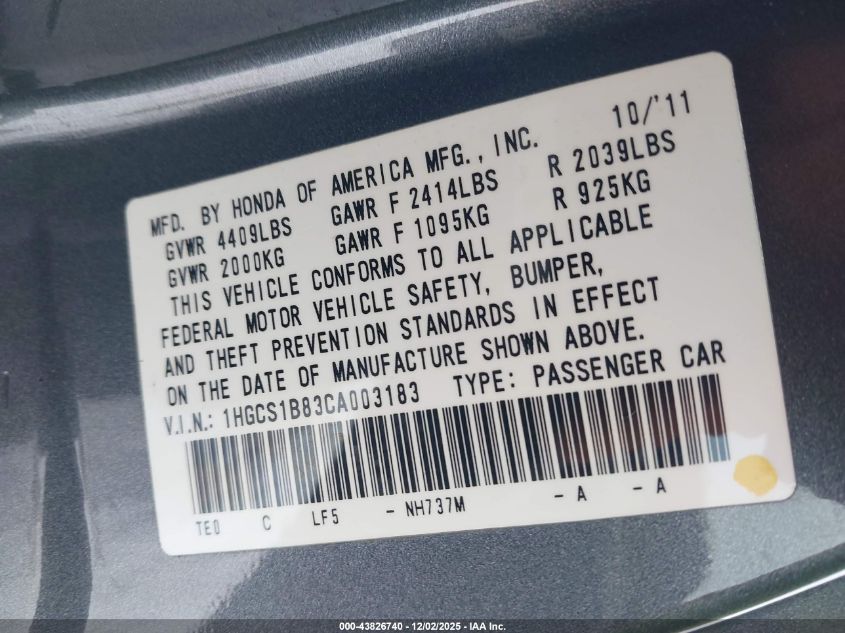 10/'11
MFD. BY HONDA OF AMERICA MFG., INC.
GVWR 4409LBS GAWR F 2414LBS R 2039LBS
GVWR 2000KG GAWR F 1095KG R 925KG
THIS VEHICLE CONFORMS TO ALL APPLICABLE
FEDERAL MOTOR VEHICLE SAFETY, BUMPER,
AND THEFT PREVENTION STANDARDS IN EFFECT
ON THE DATE OF MANUFACTURE SHOWN ABOVE.
V.I.N.: 1HGCS1B83CA003183 TYPE: PASSENGER CAR
TE0 C LF5 - NH737M - A - A
000-43826740 - 12/02/2025 - IAA Inc.